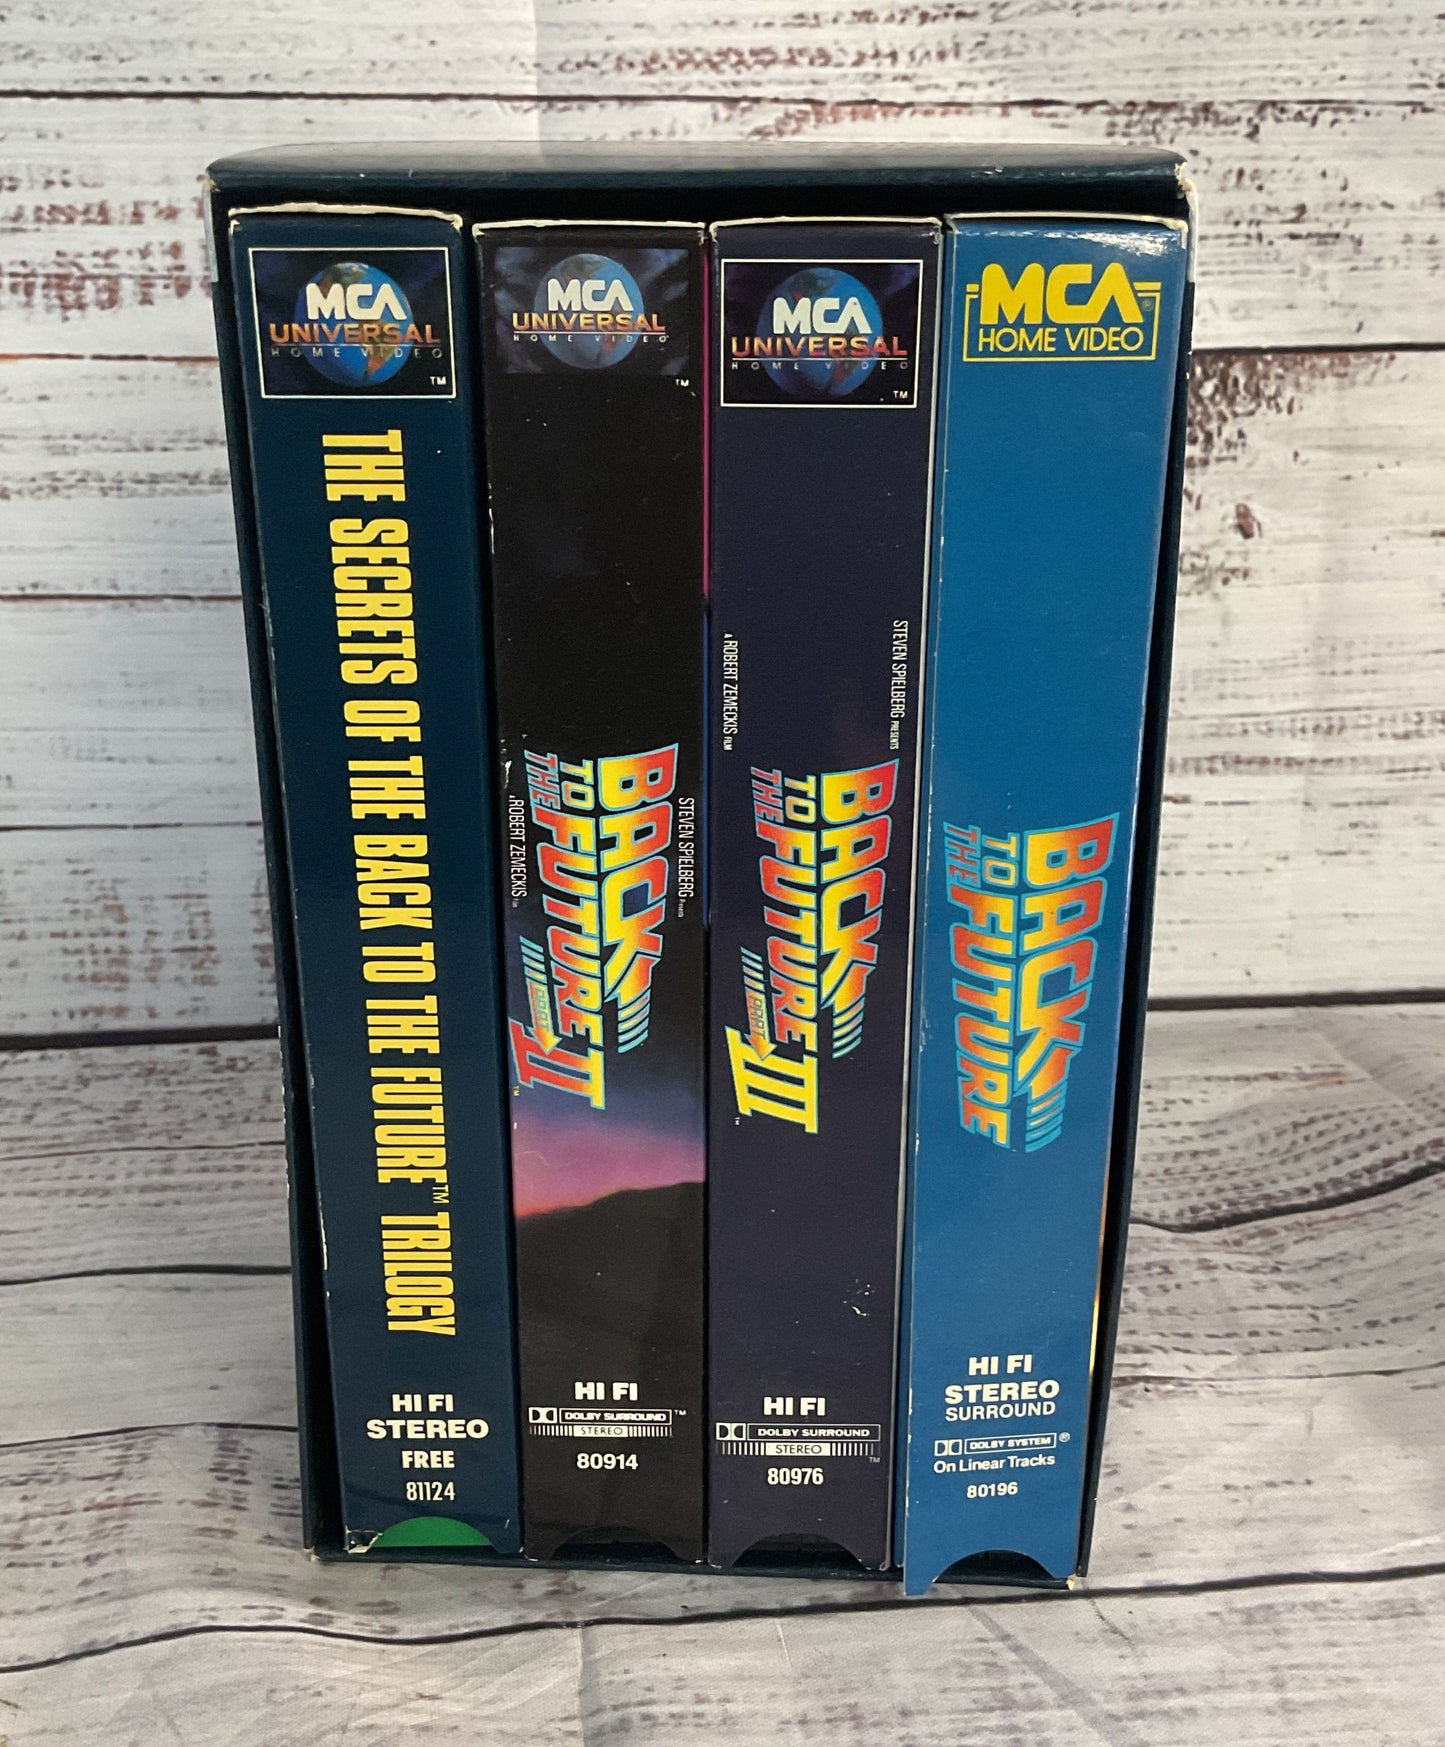 MCA
UNIVERSAL
HOME VIDEO
TM
THE SECRETS OF THE BACK TO THE FUTURE™ TRILOGY
HI FI
STEREO
FREE
81124
MCA
UNIVERSAL
HOME VIDEO
TM
STEVEN SPIELBERG Presents
A ROBERT ZEMECKIS Film
BACK
TO THE FUTURE
PART II
TM
HI FI
DOLBY SURROUND ™
STEREO
80914
MCA
UNIVERSAL
HOME VIDEO
TM
STEVEN SPIELBERG PRESENTS
A ROBERT ZEMECKIS FILM
BACK
TO THE FUTURE
PART III
TM
HI FI
DOLBY SURROUND
STEREO
TM
80976
MCA ®
HOME VIDEO
BACK
TO THE FUTURE
HI FI
STEREO
SURROUND
DOLBY SYSTEM ®
On Linear Tracks
80196